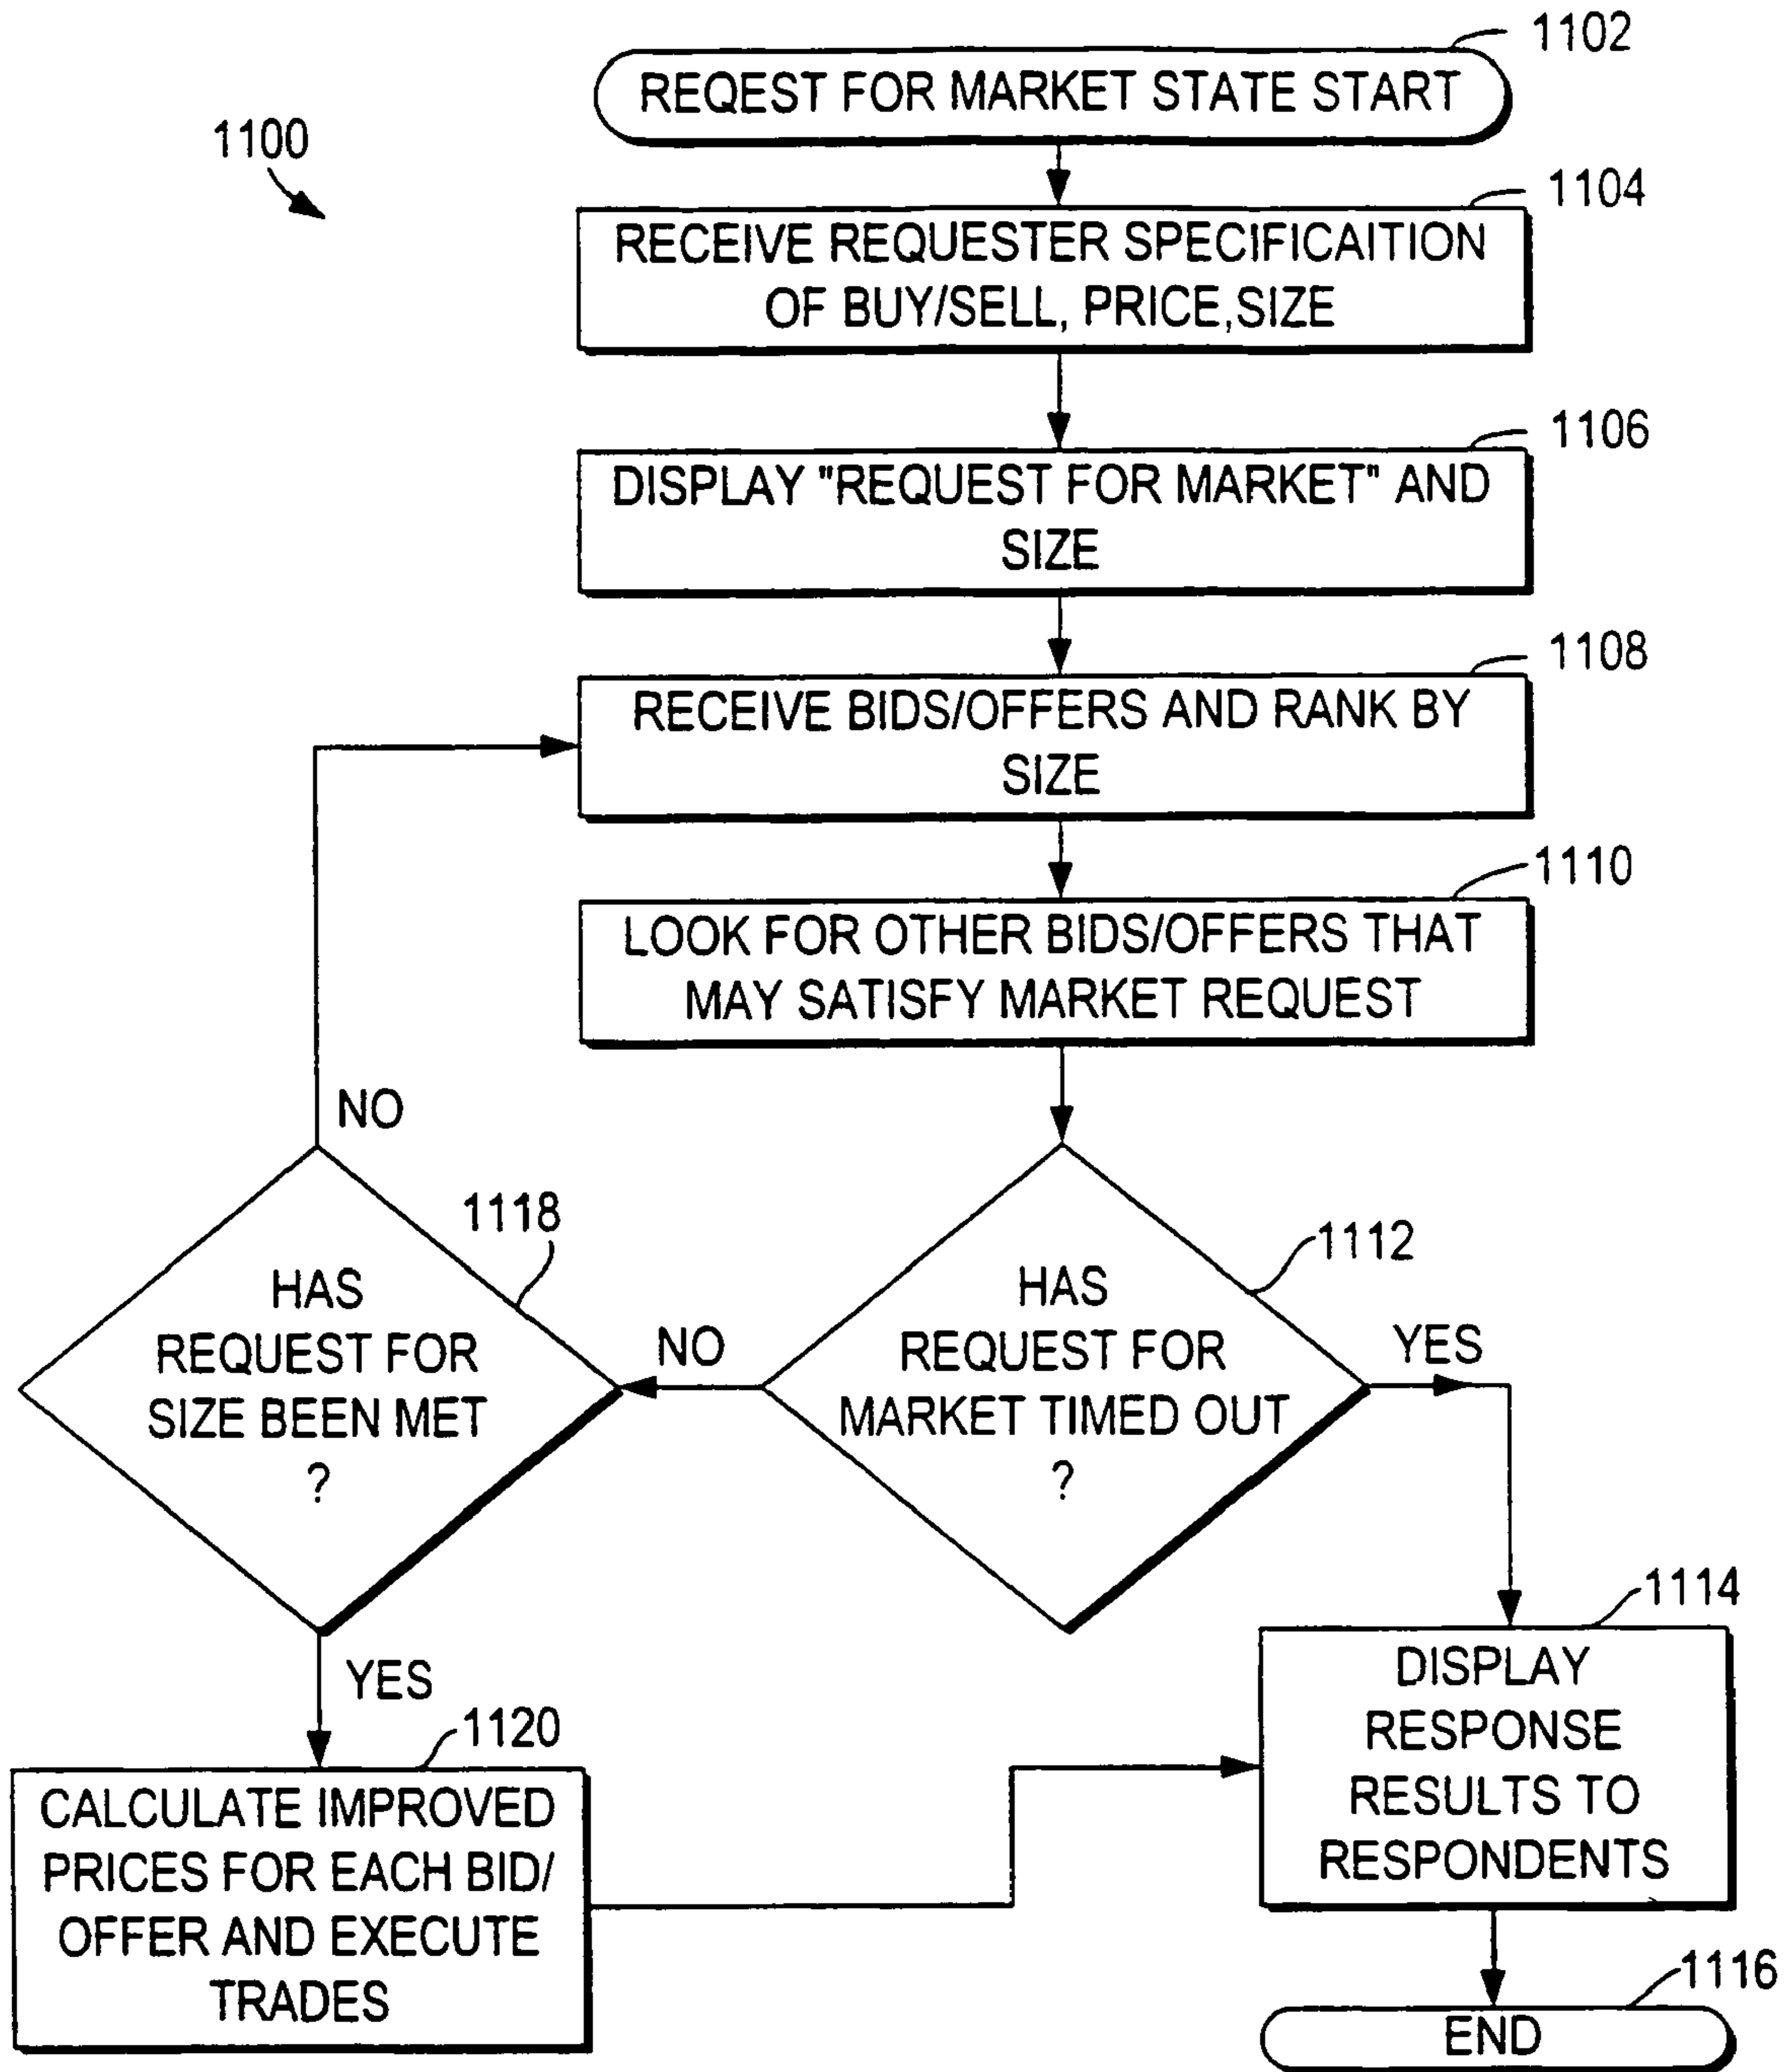 1102
REQEST FOR MARKET STATE START
1100
1104
RECEIVE REQUESTER SPECIFICAITION
OF BUY/SELL, PRICE,SIZE
1106
DISPLAY "REQUEST FOR MARKET" AND
SIZE
1108
RECEIVE BIDS/OFFERS AND RANK BY
SIZE
1110
LOOK FOR OTHER BIDS/OFFERS THAT
MAY SATISFY MARKET REQUEST
NO
1118
HAS
REQUEST FOR
SIZE BEEN MET
?
NO
1112
HAS
REQUEST FOR
MARKET TIMED OUT
?
YES
YES
1120
CALCULATE IMPROVED
PRICES FOR EACH BID/
OFFER AND EXECUTE
TRADES
1114
DISPLAY
RESPONSE
RESULTS TO
RESPONDENTS
1116
END